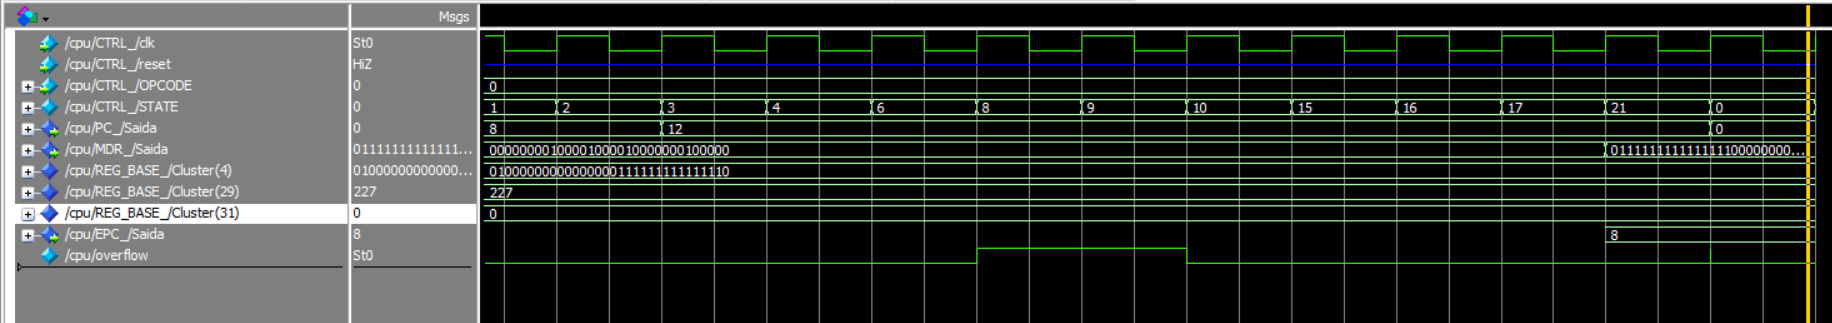 Msgs
/cpu/CTRL_/clk St0
/cpu/CTRL_/reset HiZ
/cpu/CTRL_/OPCODE 0 0
/cpu/CTRL_/STATE 0 1 2 3 4 6 8 9 10 15 16 17 21 0
/cpu/PC_/Saida 0 8 12 0
/cpu/MDR_/Saida 01111111111111... 00000000100001000010000000100000 0111111111111111100000000...
/cpu/REG_BASE_/Cluster(4) 01000000000000... 01000000000000000111111111111110
/cpu/REG_BASE_/Cluster(29) 227 227
/cpu/REG_BASE_/Cluster(31) 0 0
/cpu/EPC_/Saida 8 8
/cpu/overflow St0